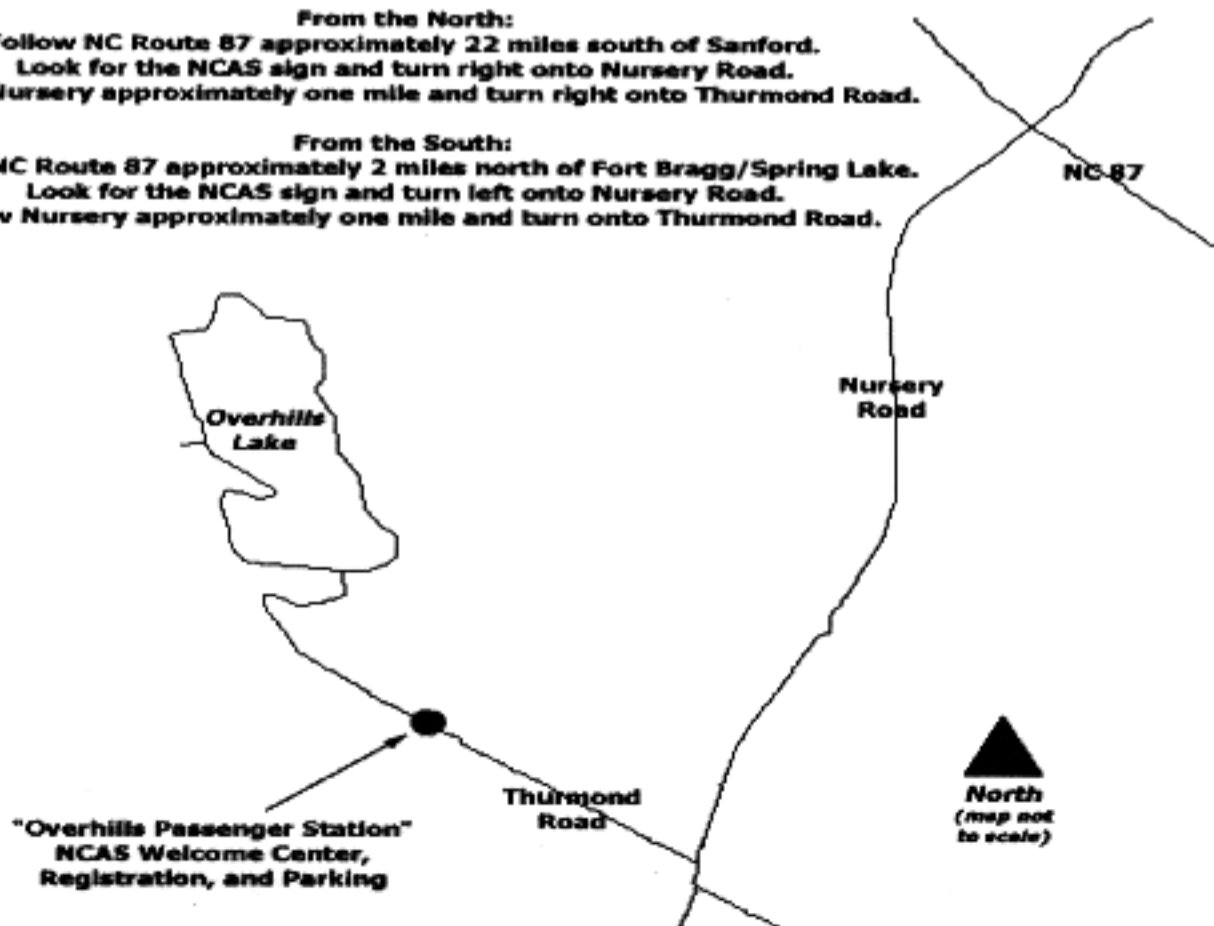 From the North:
ollow NC Route 87 approximately 22 miles south of Sanford.
Look for the NCAS sign and turn right onto Nursery Road.
Nursery approximately one mile and turn right onto Thurmond Road.
From the South:
NC Route 87 approximately 2 miles north of Fort Bragg/Spring Lake.
Look for the NCAS sign and turn left onto Nursery Road.
w Nursery approximately one mile and turn onto Thurmond Road.
NC-87
Nursery
Road
Overhills
Lake
Thurmond
Road
North
(map not
to scale)
"Overhills Passenger Station"
NCAS Welcome Center,
Registration, and Parking